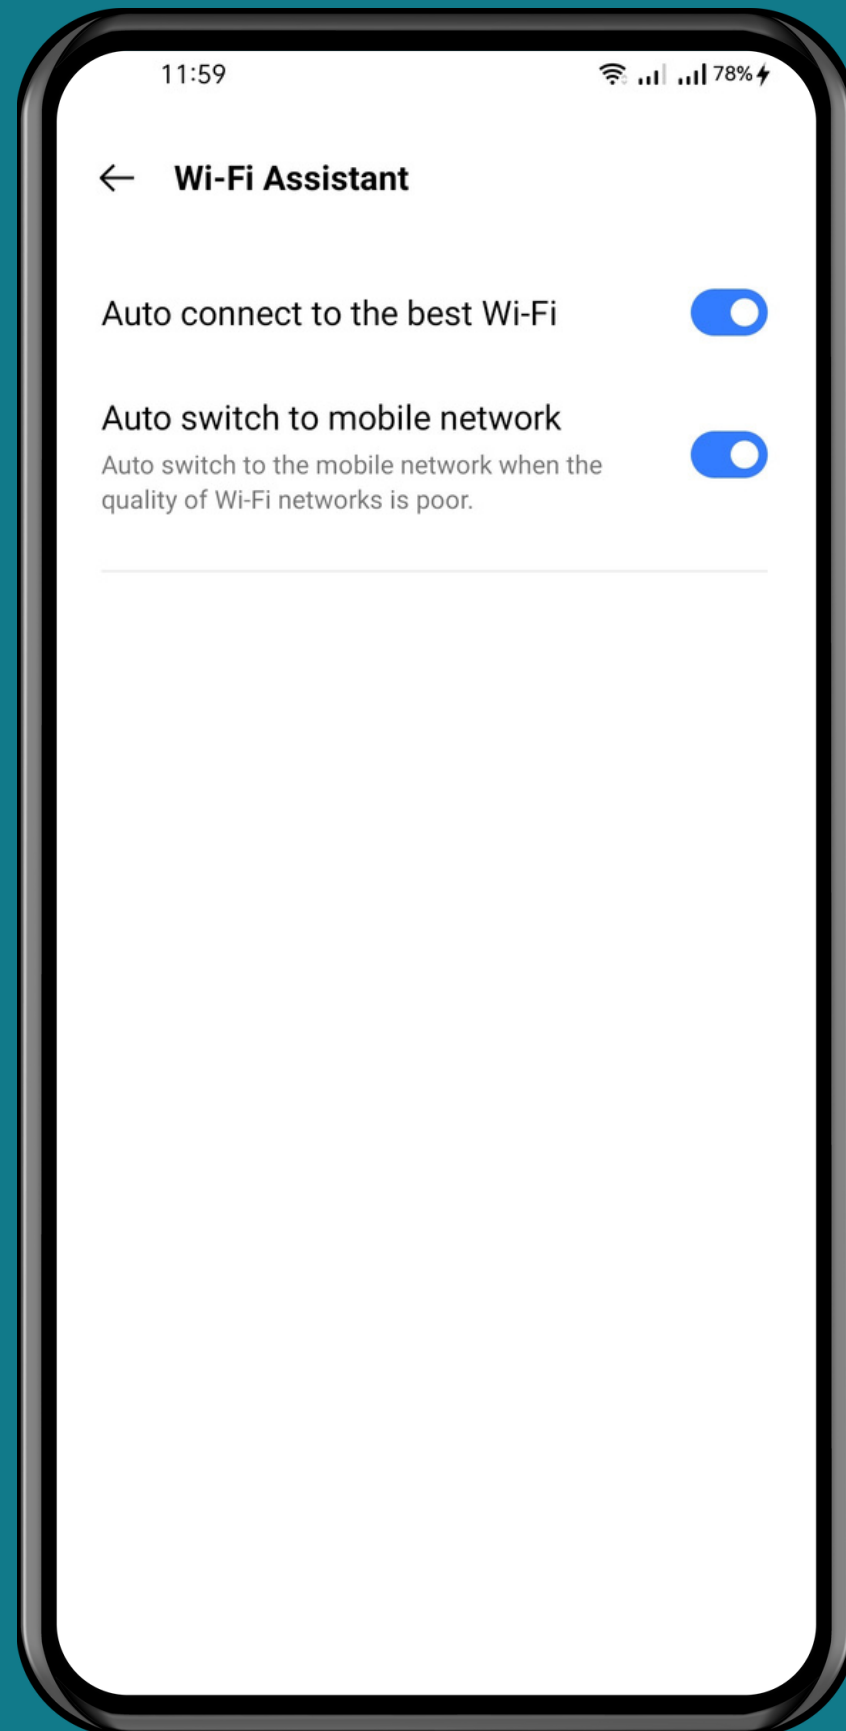 11:59 78%
Wi-Fi Assistant
Auto connect to the best Wi-Fi
Auto switch to mobile network
Auto switch to the mobile network when the
quality of Wi-Fi networks is poor.